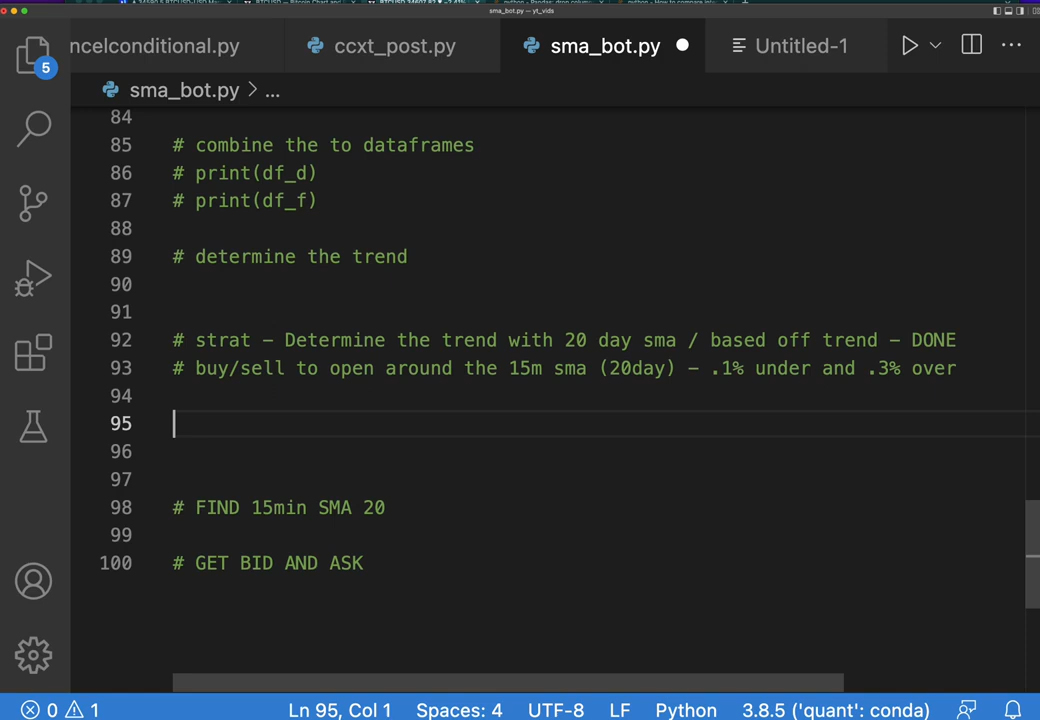 sma_bot.py — yt_vids
ncelconditional.py
ccxt_post.py
sma_bot.py
Untitled-1
sma_bot.py > ...
5
84
85 # combine the to dataframes
86 # print(df_d)
87 # print(df_f)
88
89 # determine the trend
90
91
92 # strat – Determine the trend with 20 day sma / based off trend – DONE
93 # buy/sell to open around the 15m sma (20day) – .1% under and .3% over
94
95
96
97
98 # FIND 15min SMA 20
99
100 # GET BID AND ASK
0 1 Ln 95, Col 1 Spaces: 4 UTF-8 LF Python 3.8.5 ('quant': conda)